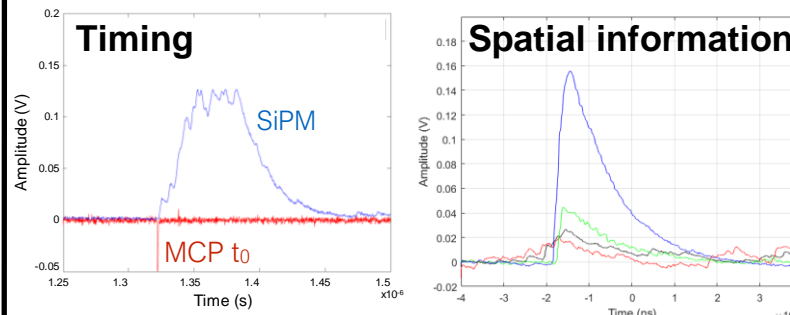 Timing
0.2
0.15
0.1
0.05
0
-0.05
Amplitude (V)
SiPM
MCP t0
1.25 1.3 1.35 1.4 1.45 1.5
x10-6
Time (s)
Spatial information
0.18
0.16
0.14
0.12
0.1
0.08
0.06
0.04
0.02
0
-0.02
Amplitude (V)
-4 -3 -2 -1 0 1 2 3
Time (ns)